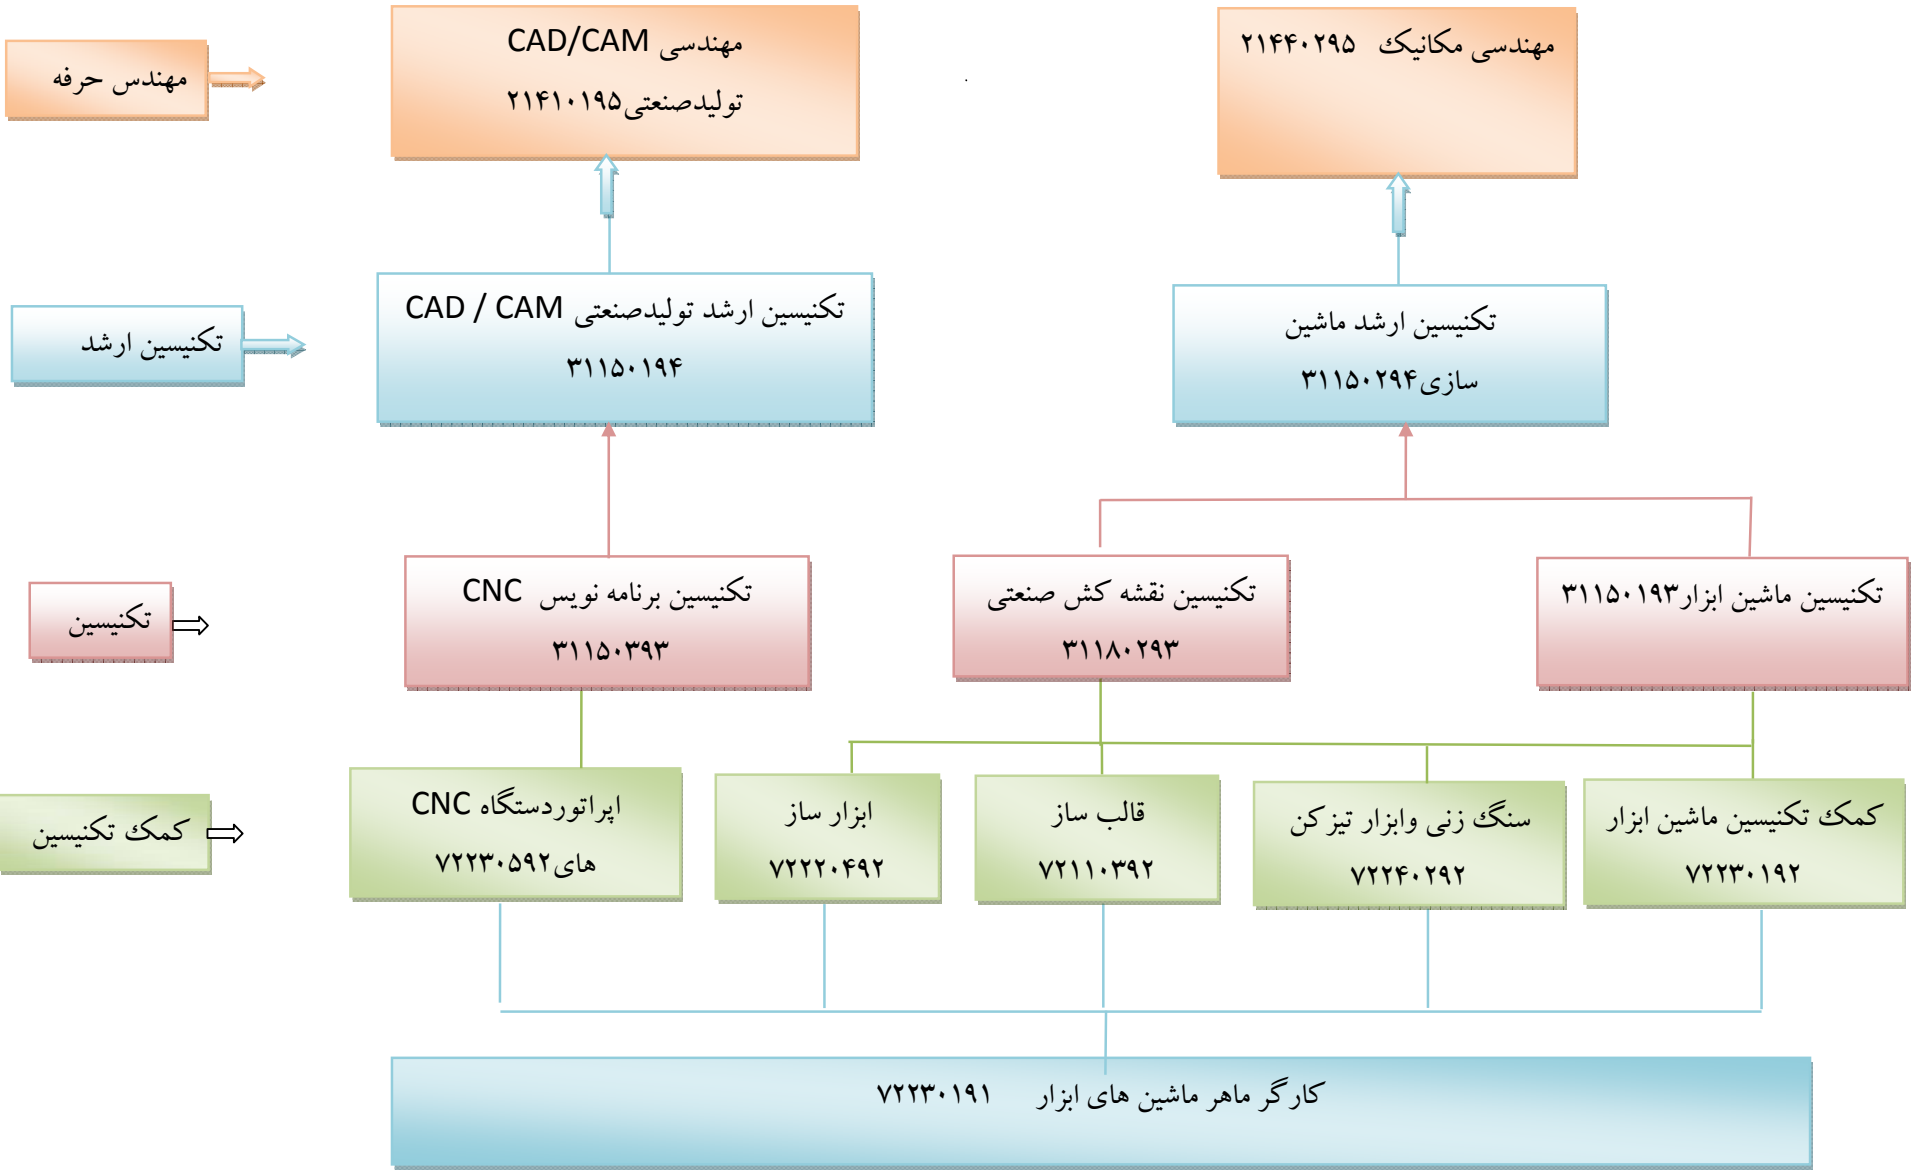 مهندسی مکانیک ۲۱۴۴۰۲۹۵
مهندسی CAD/CAM
تولیدصنعتی۲۱۴۱۰۱۹۵
مهندس حرفه
تکنیسین ارشد ماشین
سازی۳۱۱۵۰۲۹۴
تکنیسین ارشد تولیدصنعتی CAD / CAM
۳۱۱۵۰۱۹۴
تکنیسین ارشد
تکنیسین ماشین ابزار۳۱۱۵۰۱۹۳
تکنیسین نقشه کش صنعتی
۳۱۱۸۰۲۹۳
تکنیسین برنامه نویس CNC
۳۱۱۵۰۳۹۳
تکنیسین
کمک تکنیسین ماشین ابزار
۷۲۲۳۰۱۹۲
سنگ زنی وابزار تیزکن
۷۲۲۴۰۲۹۲
قالب ساز
۷۲۱۱۰۳۹۲
ابزار ساز
۷۲۲۲۰۴۹۲
اپراتوردستگاه CNC
های۷۲۲۳۰۵۹۲
کمک تکنیسین
کارگر ماهر ماشین های ابزار ۷۲۲۳۰۱۹۱